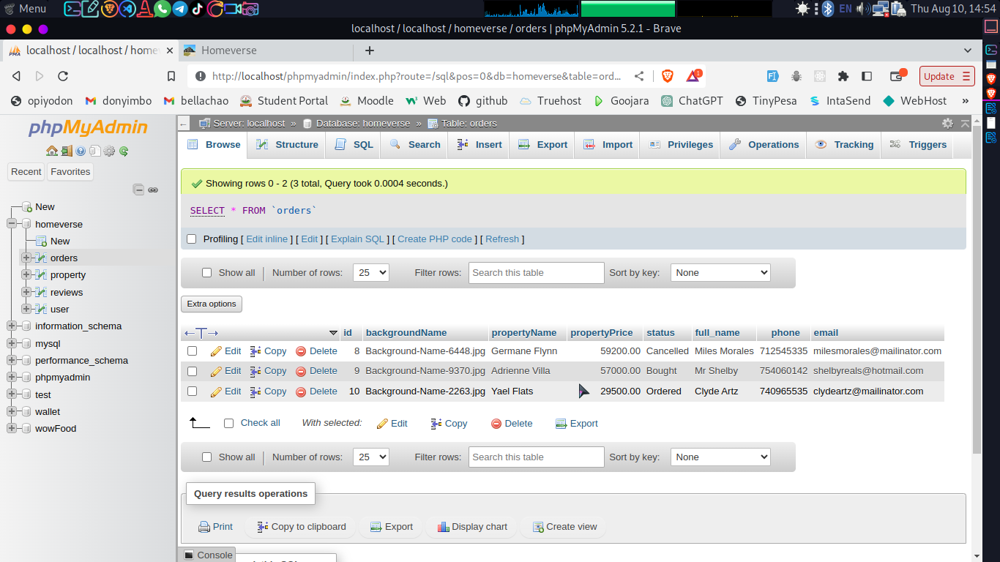 Menu
EN
Thu Aug 10, 14:54
localhost / localhost / homeverse / orders | phpMyAdmin 5.2.1 - Brave
localhost / localhost / home
Homeverse
http://localhost/phpmyadmin/index.php?route=/sql&pos=0&db=homeverse&table=ord...
1
Update
opiyodon donyimbo bellachao Student Portal Moodle Web github Truehost Goojara ChatGPT TinyPesa IntaSend WebHost »
phpMyAdmin
Recent Favorites
New
homeverse
New
orders
property
reviews
user
information_schema
mysql
performance_schema
phpmyadmin
test
wallet
wowFood
Server: localhost » Database: homeverse » Table: orders
Browse Structure SQL Search Insert Export Import Privileges Operations Tracking Triggers
Showing rows 0 - 2 (3 total, Query took 0.0004 seconds.)
SELECT * FROM `orders`
Profiling [ Edit inline ] [ Edit ] [ Explain SQL ] [ Create PHP code ] [ Refresh ]
Show all Number of rows: 25 Filter rows: Search this table Sort by key: None
Extra options
←T→ id backgroundName propertyName propertyPrice status full_name phone email
Edit Copy Delete 8 Background-Name-6448.jpg Germane Flynn 59200.00 Cancelled Miles Morales 712545335 milesmorales@mailinator.com
Edit Copy Delete 9 Background-Name-9370.jpg Adrienne Villa 57000.00 Bought Mr Shelby 754060142 shelbyreals@hotmail.com
Edit Copy Delete 10 Background-Name-2263.jpg Yael Flats 29500.00 Ordered Clyde Artz 740965535 clydeartz@mailinator.com
Check all With selected: Edit Copy Delete Export
Show all Number of rows: 25 Filter rows: Search this table Sort by key: None
Query results operations
Print Copy to clipboard Export Display chart Create view
Console